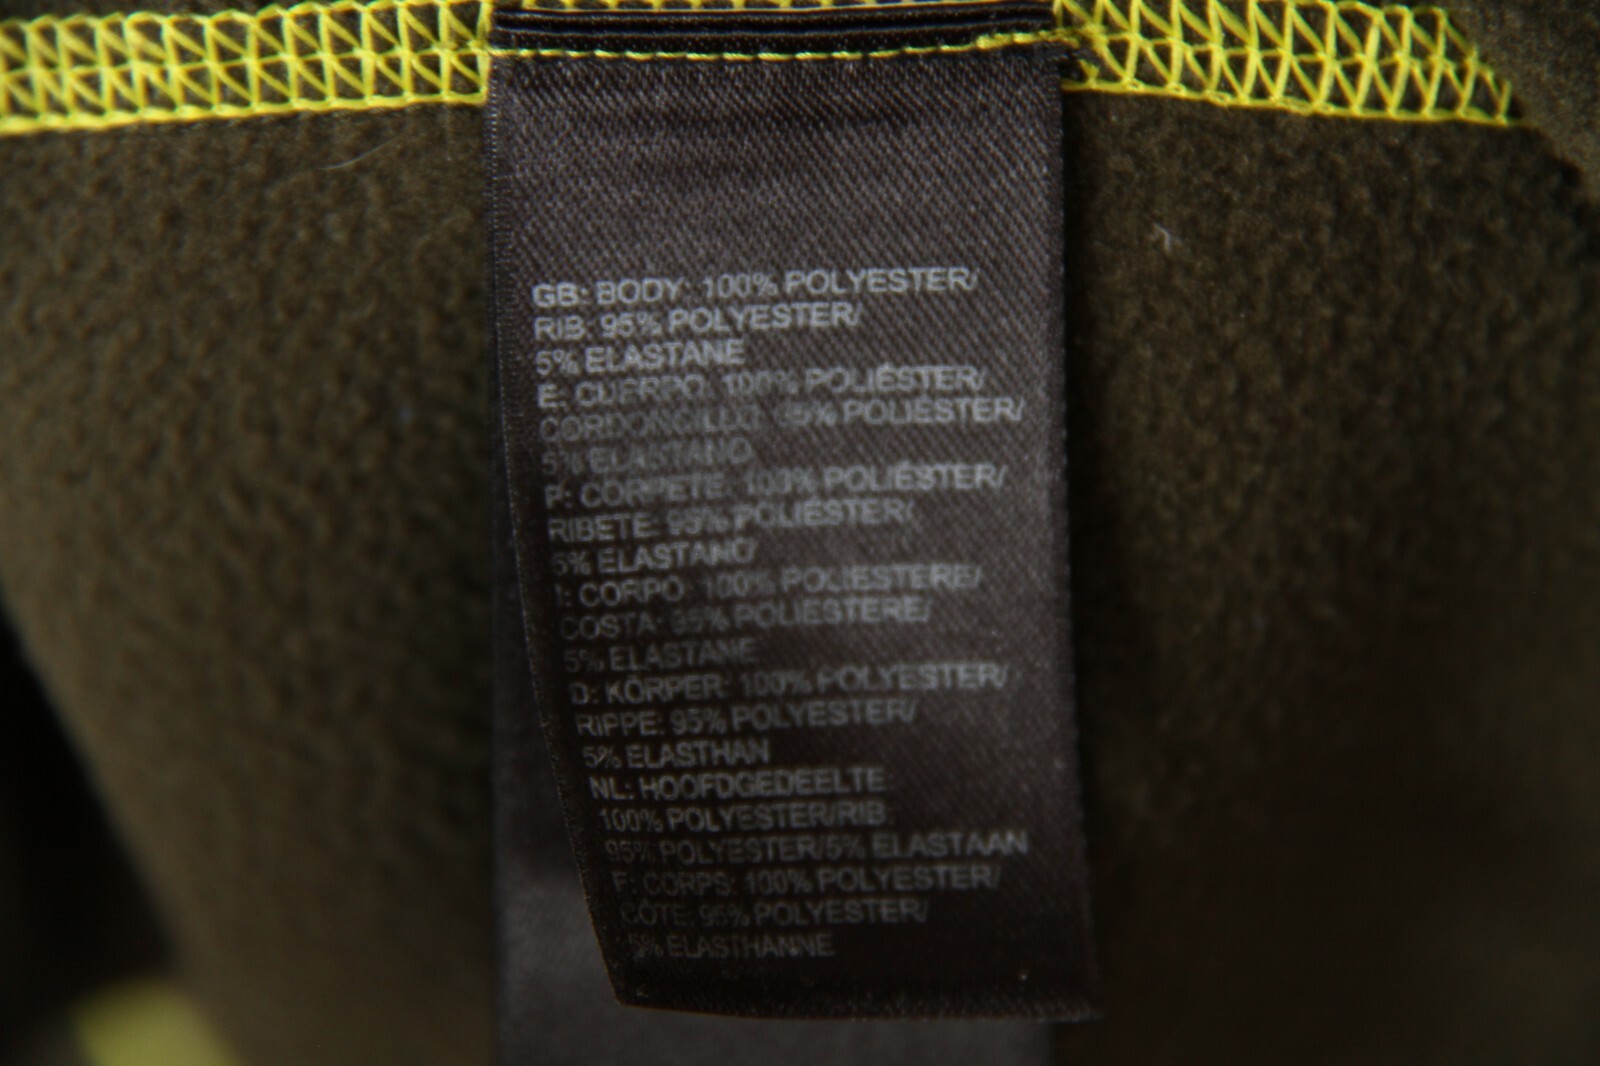 GB: BODY: 100% POLYESTER/
RIB: 95% POLYESTER/
5% ELASTANE
E: CUERPO: 100% POLIÉSTER/
CORDONCILLO: 95% POLIÉSTER/
5% ELASTANO
P: CORPETE: 100% POLIÉSTER/
RIBETE: 95% POLIÉSTER/
5% ELASTANO/
I: CORPO: 100% POLIESTERE/
COSTA: 95% POLIESTERE/
5% ELASTANE
D: KÖRPER: 100% POLYESTER/
RIPPE: 95% POLYESTER/
5% ELASTHAN
NL: HOOFDGEDEELTE
100% POLYESTER/RIB
95% POLYESTER/5% ELASTAAN
F: CORPS: 100% POLYESTER/
CÔTE: 95% POLYESTER/
5% ELASTHANNE